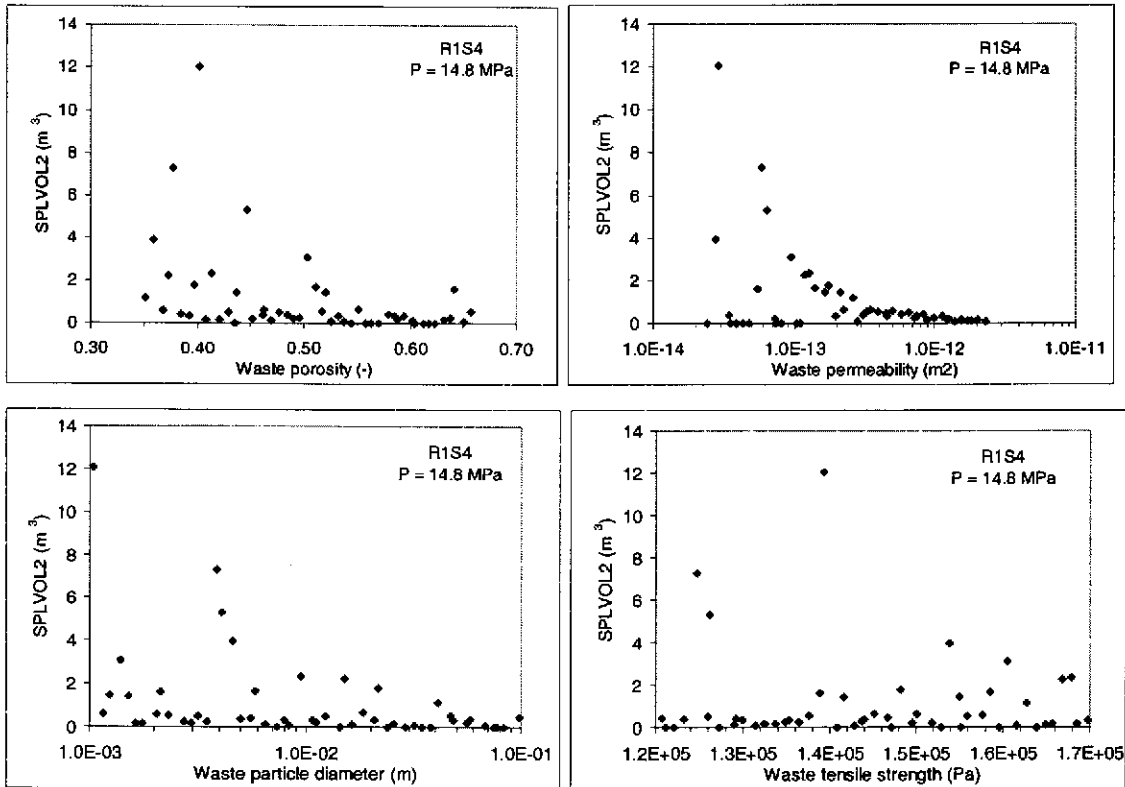 14
12
10
8
6
4
2
0
SPLVOL2 (m³)
R1S4
P = 14.8 MPa
0.30 0.40 0.50 0.60 0.70
Waste porosity (-)
14
12
10
8
6
4
2
0
SPLVOL2 (m³)
R1S4
P = 14.8 MPa
1.0E-14 1.0E-13 1.0E-12 1.0E-11
Waste permeability (m2)
14
12
10
8
6
4
2
0
SPLVOL2 (m³)
R1S4
P = 14.8 MPa
1.0E-03 1.0E-02 1.0E-01
Waste particle diameter (m)
14
12
10
8
6
4
2
0
SPLVOL2 (m³)
R1S4
P = 14.8 MPa
1.2E+05 1.3E+05 1.4E+05 1.5E+05 1.6E+05 1.7E+05
Waste tensile strength (Pa)